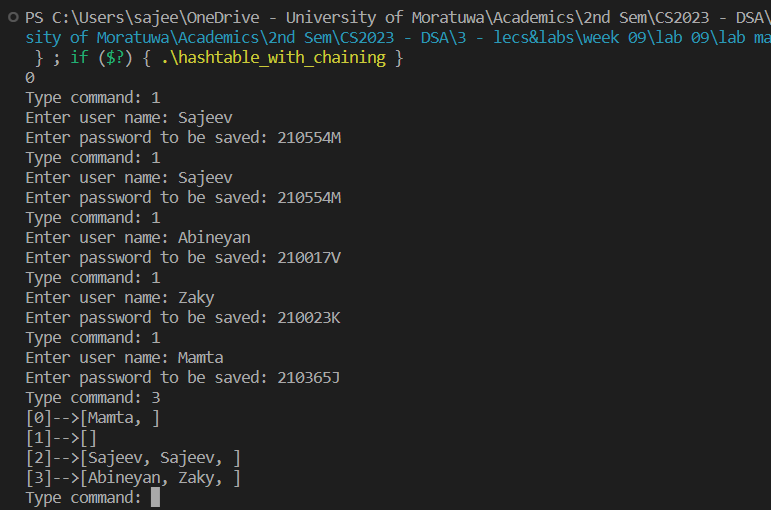 PS C:\Users\sajee\OneDrive - University of Moratuwa\Academics\2nd Sem\CS2023 - DSA\
sity of Moratuwa\Academics\2nd Sem\CS2023 - DSA\3 - lecs&labs\week 09\lab 09\lab ma
} ; if ($?) { .\hashtable_with_chaining }
0
Type command: 1
Enter user name: Sajeev
Enter password to be saved: 210554M
Type command: 1
Enter user name: Sajeev
Enter password to be saved: 210554M
Type command: 1
Enter user name: Abineyan
Enter password to be saved: 210017V
Type command: 1
Enter user name: Zaky
Enter password to be saved: 210023K
Type command: 1
Enter user name: Mamta
Enter password to be saved: 210365J
Type command: 3
[0]-->[Mamta, ]
[1]-->[]
[2]-->[Sajeev, Sajeev, ]
[3]-->[Abineyan, Zaky, ]
Type command: